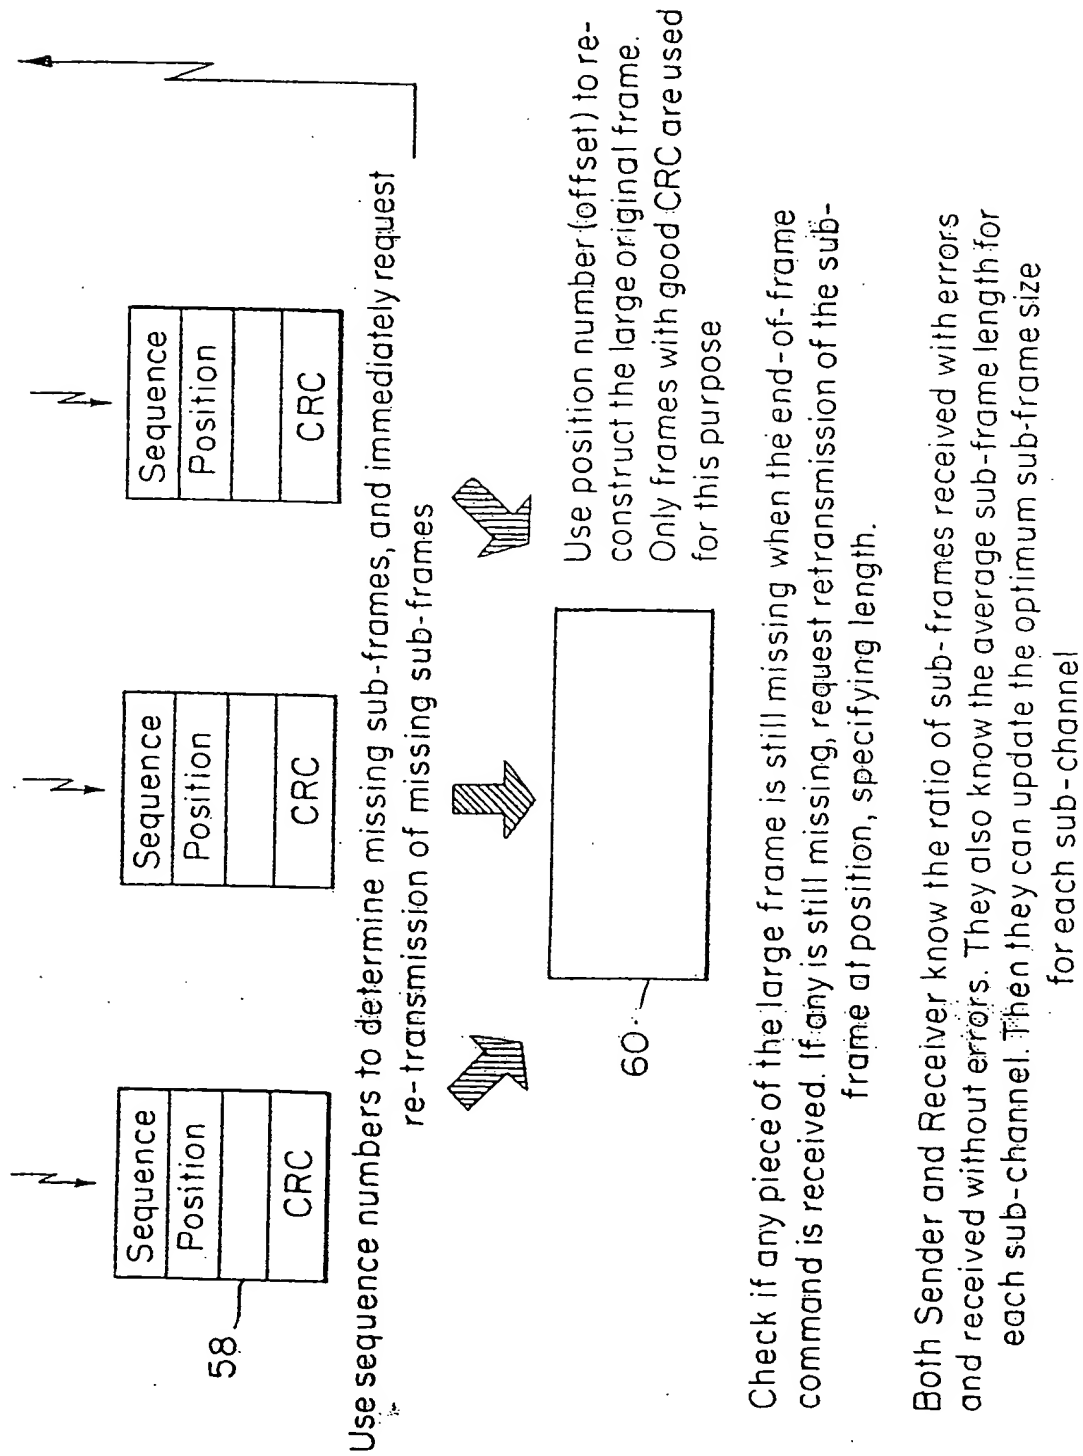 Sequence
Position
CRC
Sequence
Position
CRC
Sequence
Position
CRC
58
Use sequence numbers to determine missing sub-frames, and immediately request
re-transmission of missing sub-frames
60
Use position number (offset) to re-
construct the large original frame.
Only frames with good CRC are used
for this purpose
Check if any piece of the large frame is still missing when the end-of-frame
command is received. If any is still missing, request retransmission of the sub-
frame at position, specifying length.
Both Sender and Receiver know the ratio of sub-frames received with errors
and received without errors. They also know the average sub-frame length for
each sub-channel. Then they can update the optimum sub-frame size
for each sub-channel